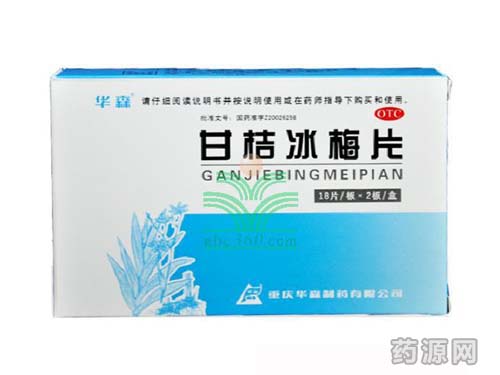 华森®
请仔细阅读说明书并按说明使用或在药师指导下购买和使用。
批准文号：国药准字Z20026258
OTC
甘桔冰梅片
GANJIEBINGMEIPIAN
18片/板×2板/盒
ebc360.com
重庆华森制药有限公司
药源网